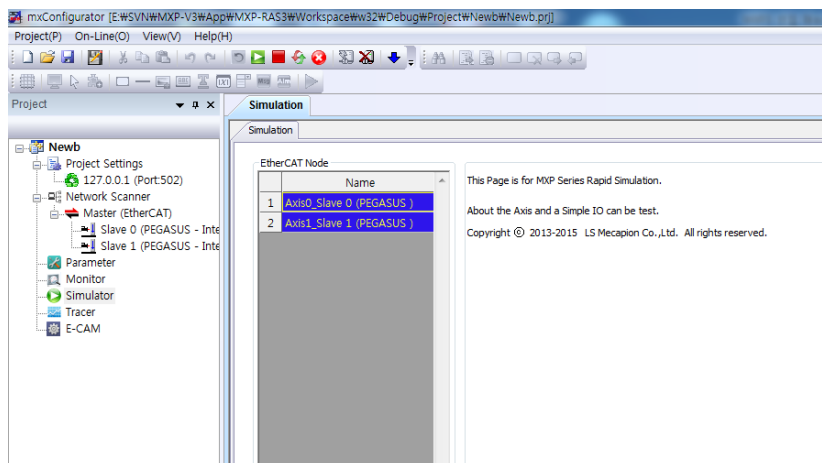 mxConfigurator [E:₩SVN₩MXP-V3₩App₩MXP-RAS3₩Workspace₩w32₩Debug₩Project₩Newb₩Newb.prj]
Project(P) On-Line(O) View(V) Help(H)
Project
Simulation
Simulation
Newb
Project Settings
127.0.0.1 (Port:502)
Network Scanner
Master (EtherCAT)
Slave 0 (PEGASUS - Inte
Slave 1 (PEGASUS - Inte
Parameter
Monitor
Simulator
Tracer
E-CAM
EtherCAT Node
Name
1 Axis0_Slave 0 (PEGASUS )
2 Axis1_Slave 1 (PEGASUS )
This Page is for MXP Series Rapid Simulation.
About the Axis and a Simple IO can be test.
Copyright © 2013-2015 LS Mecapion Co.,Ltd. All rights reserved.